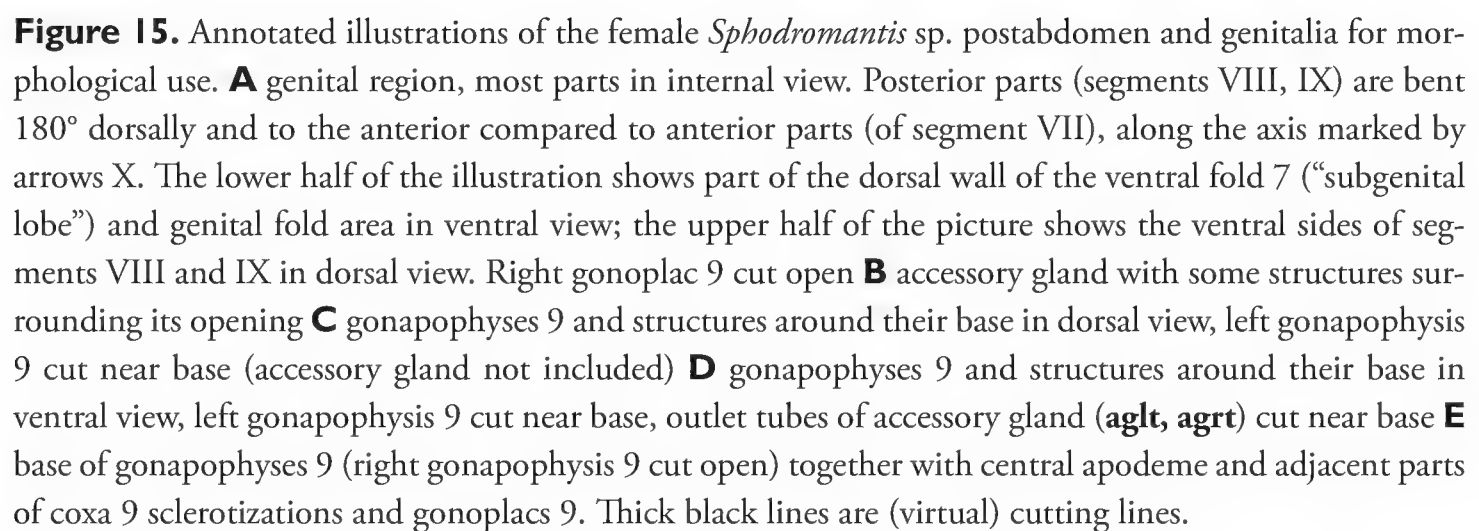 Figure 15. Annotated illustrations of the female Sphodromantis sp. postabdomen and genitalia for mor-
phological use. A genital region, most parts in internal view. Posterior parts (segments VIII, IX) are bent
180° dorsally and to the anterior compared to anterior parts (of segment VII), along the axis marked by
arrows X. The lower half of the illustration shows part of the dorsal wall of the ventral fold 7 (“subgenital
lobe”) and genital fold area in ventral view; the upper half of the picture shows the ventral sides of seg-
ments VIII and IX in dorsal view. Right gonoplac 9 cut open B accessory gland with some structures sur-
rounding its opening C gonapophyses 9 and structures around their base in dorsal view, left gonapophysis
9 cut near base (accessory gland not included) D gonapophyses 9 and structures around their base in
ventral view, left gonapophysis 9 cut near base, outlet tubes of accessory gland (aglt, agrt) cut near base E
base of gonapophyses 9 (right gonapophysis 9 cut open) together with central apodeme and adjacent parts
of coxa 9 sclerotizations and gonoplacs 9. Thick black lines are (virtual) cutting lines.